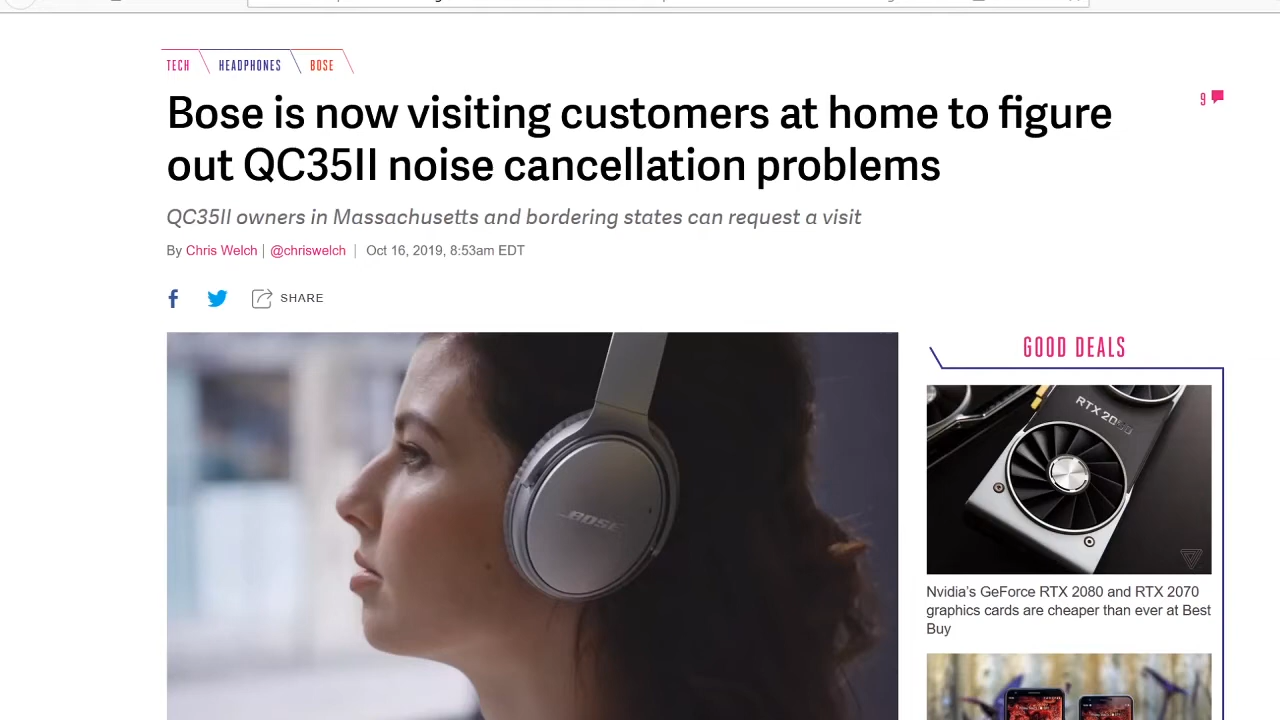 TECH HEADPHONES BOSE
Bose is now visiting customers at home to figure
out QC35II noise cancellation problems
9
QC35II owners in Massachusetts and bordering states can request a visit
By Chris Welch | @chriswelch | Oct 16, 2019, 8:53am EDT
SHARE
BOSE
GOOD DEALS
RTX 2080
Nvidia's GeForce RTX 2080 and RTX 2070
graphics cards are cheaper than ever at Best
Buy